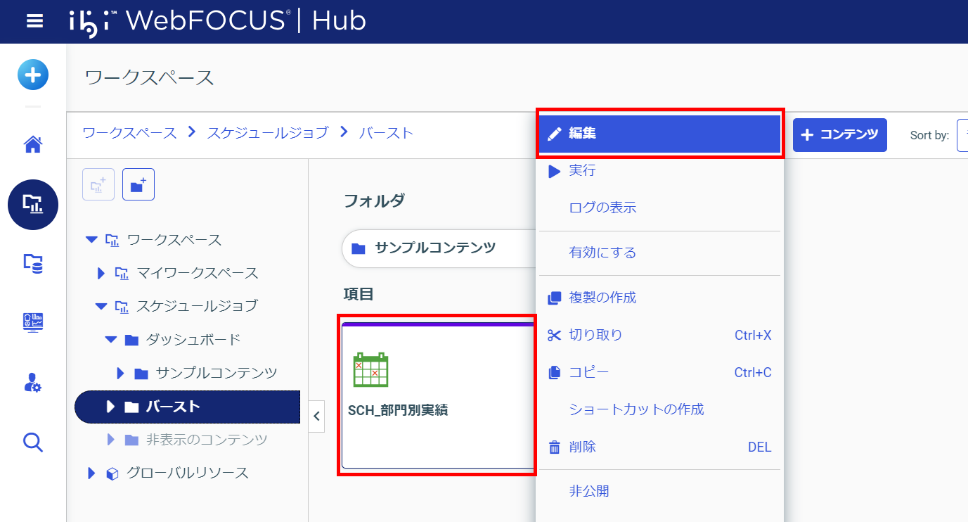 ibi™ WebFOCUS® | Hub
ワークスペース
ワークスペース > スケジュールジョブ > バースト
編集
コンテンツ
Sort by:
実行
ログの表示
有効にする
複製の作成
切り取り Ctrl+X
コピー Ctrl+C
ショートカットの作成
削除 DEL
非公開
ワークスペース
マイワークスペース
スケジュールジョブ
ダッシュボード
サンプルコンテンツ
バースト
非表示のコンテンツ
グローバルリソース
フォルダ
サンプルコンテンツ
項目
SCH_部門別実績